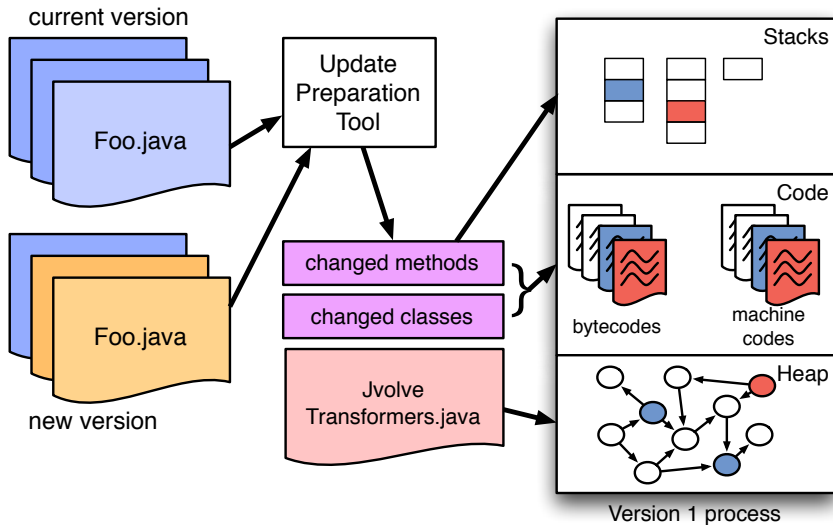 current version
Foo.java
Update
Preparation
Tool
Foo.java
new version
changed methods
changed classes
Jvolve
Transformers.java
Stacks
Code
bytecodes
machine
codes
Heap
Version 1 process